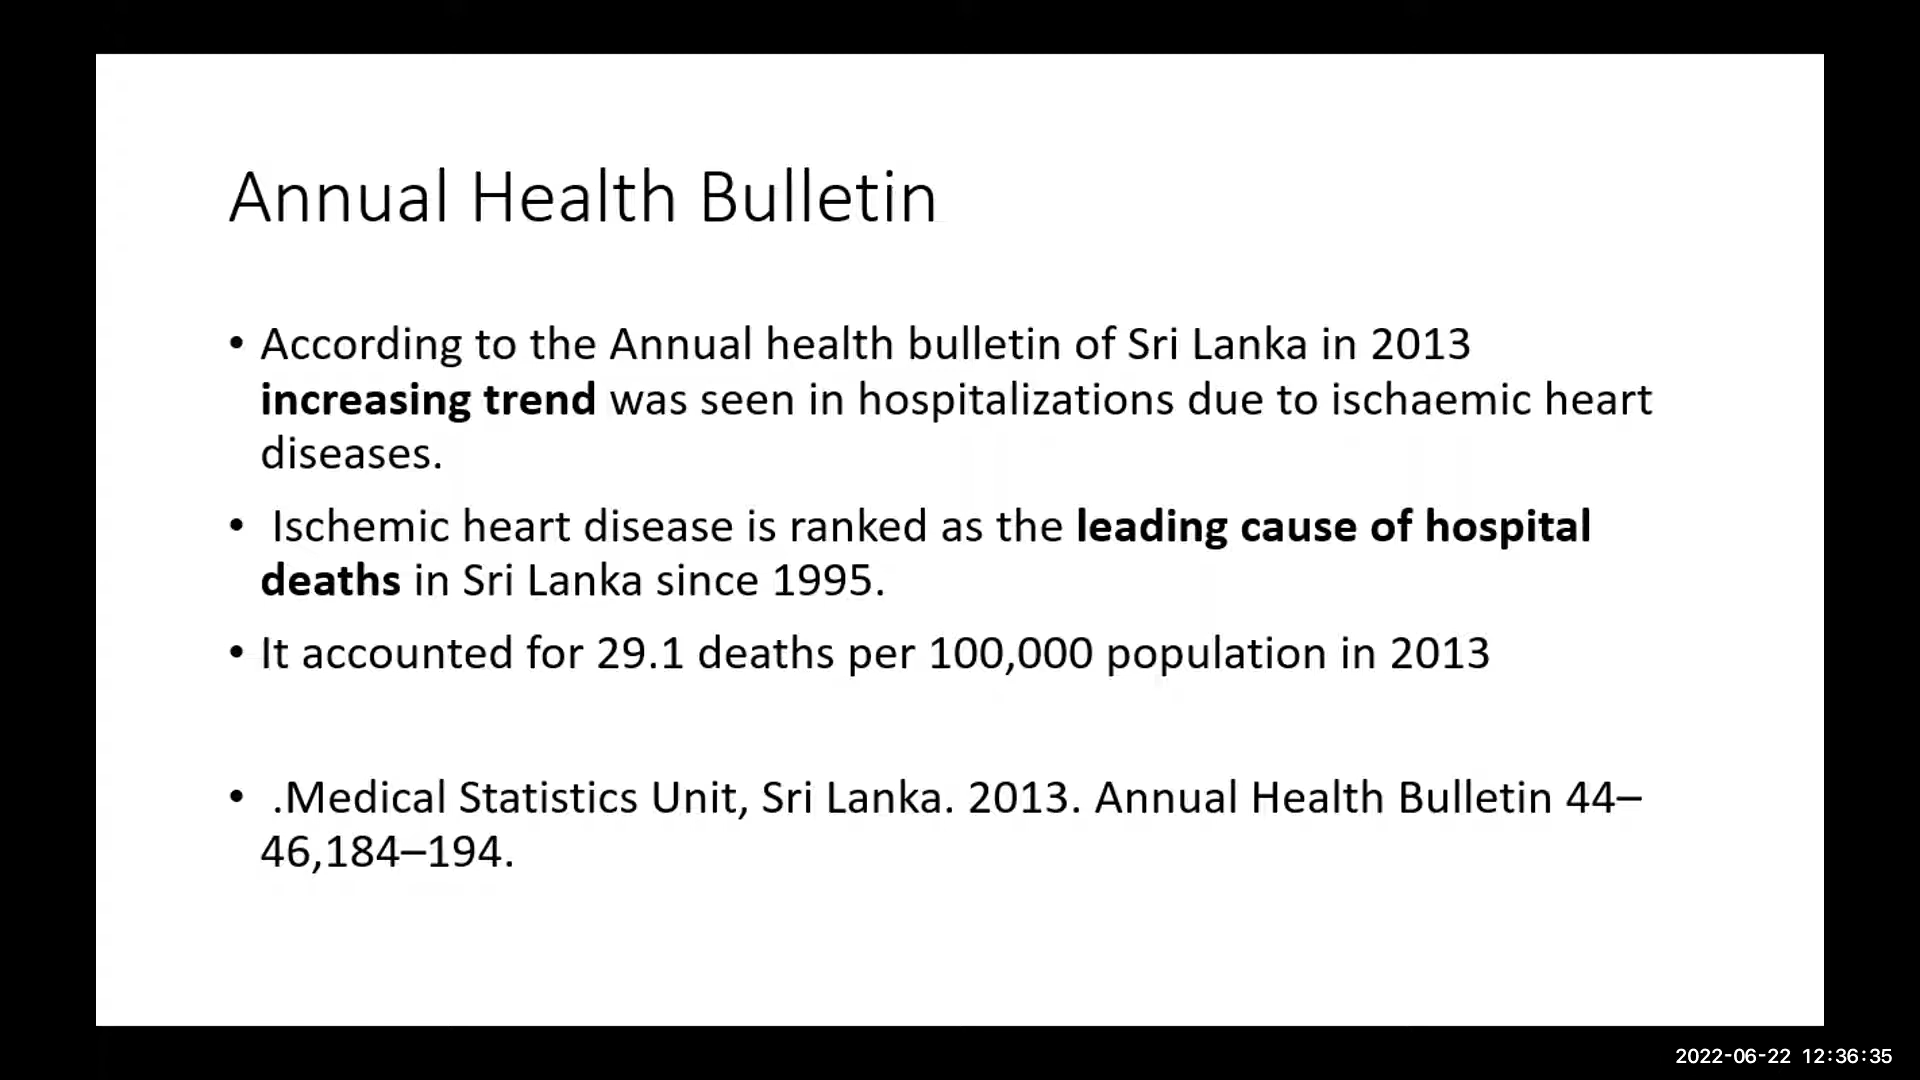 Annual Health Bulletin
• According to the Annual health bulletin of Sri Lanka in 2013
increasing trend was seen in hospitalizations due to ischaemic heart
diseases.
• Ischemic heart disease is ranked as the leading cause of hospital
deaths in Sri Lanka since 1995.
• It accounted for 29.1 deaths per 100,000 population in 2013
• .Medical Statistics Unit, Sri Lanka. 2013. Annual Health Bulletin 44–
46,184–194.
2022-06-22 12:36:35